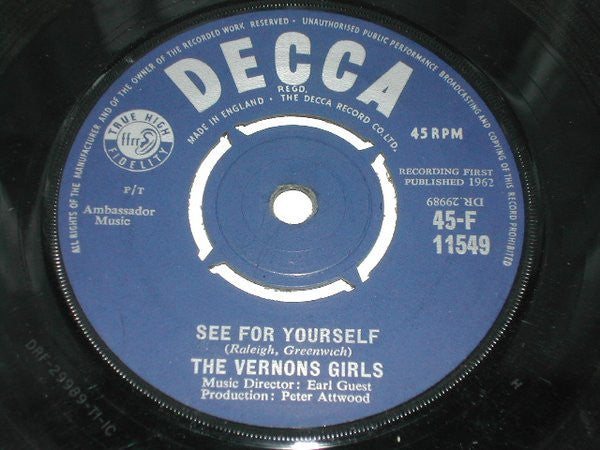 ALL RIGHTS OF THE MANUFACTURER AND OF THE OWNER OF THE RECORDED WORK RESERVED · UNAUTHORISED PUBLIC PERFORMANCE BROADCASTING AND COPYING OF THIS RECORD PROHIBITED
DECCA
REGD.
MADE IN ENGLAND · THE DECCA RECORD CO. LTD.
TRUE HIGH
ffrr
FIDELITY
45 RPM
RECORDING FIRST
PUBLISHED 1962
P/T
Ambassador
Music
DR. 29989
45-F
11549
SEE FOR YOURSELF
(Raleigh, Greenwich)
THE VERNONS GIRLS
Music Director: Earl Guest
Production: Peter Attwood
DRF-29989-T1-1C
H